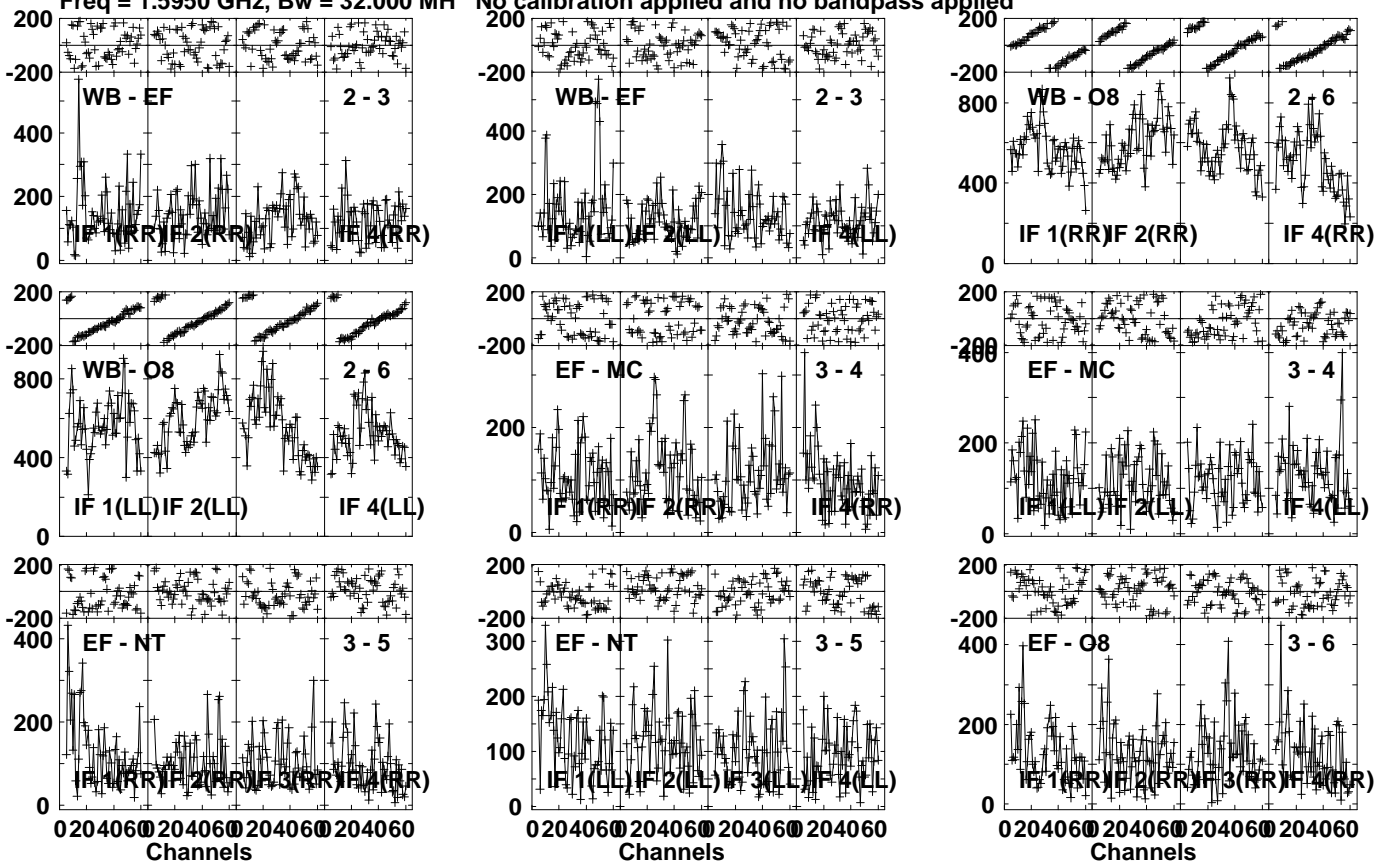 Freq = 1.5950 GHz, Bw = 32.000 MH No calibration applied and no bandpass applied
200
-200
WB - EF 2 - 3
400
200
IF 1(RR) IF 2(RR) IF 4(RR)
0
200
-200
WB - EF 2 - 3
400
200
100
IF 1(LL) IF 2(LL) IF 4(LL)
0
200
-200
WB - O8 2 - 6
800
400
IF 1(RR) IF 2(RR) IF 4(RR)
0
200
-200
WB - O8 2 - 6
800
400
IF 1(LL) IF 2(LL) IF 4(LL)
0
200
-200
EF - MC 3 - 4
200
IF 1(RR) IF 2(RR) IF 4(RR)
0
200
-200
400
EF - MC 3 - 4
200
IF 1(LL) IF 2(LL) IF 4(LL)
0
200
-200
400
EF - NT 3 - 5
200
IF 1(RR) IF 2(RR) IF 3(RR) IF 4(RR)
0
0 20 40 60 0 20 40 60 0 20 40 60 0 20 40 60
Channels
200
-200
300
EF - NT 3 - 5
200
100
IF 1(LL) IF 2(LL) IF 3(LL) IF 4(LL)
0
0 20 40 60 0 20 40 60 0 20 40 60 0 20 40 60
Channels
200
-200
400
EF - O8 3 - 6
200
IF 1(RR) IF 2(RR) IF 3(RR) IF 4(RR)
0
0 20 40 60 0 20 40 60 0 20 40 60 0 20 40 60
Channels